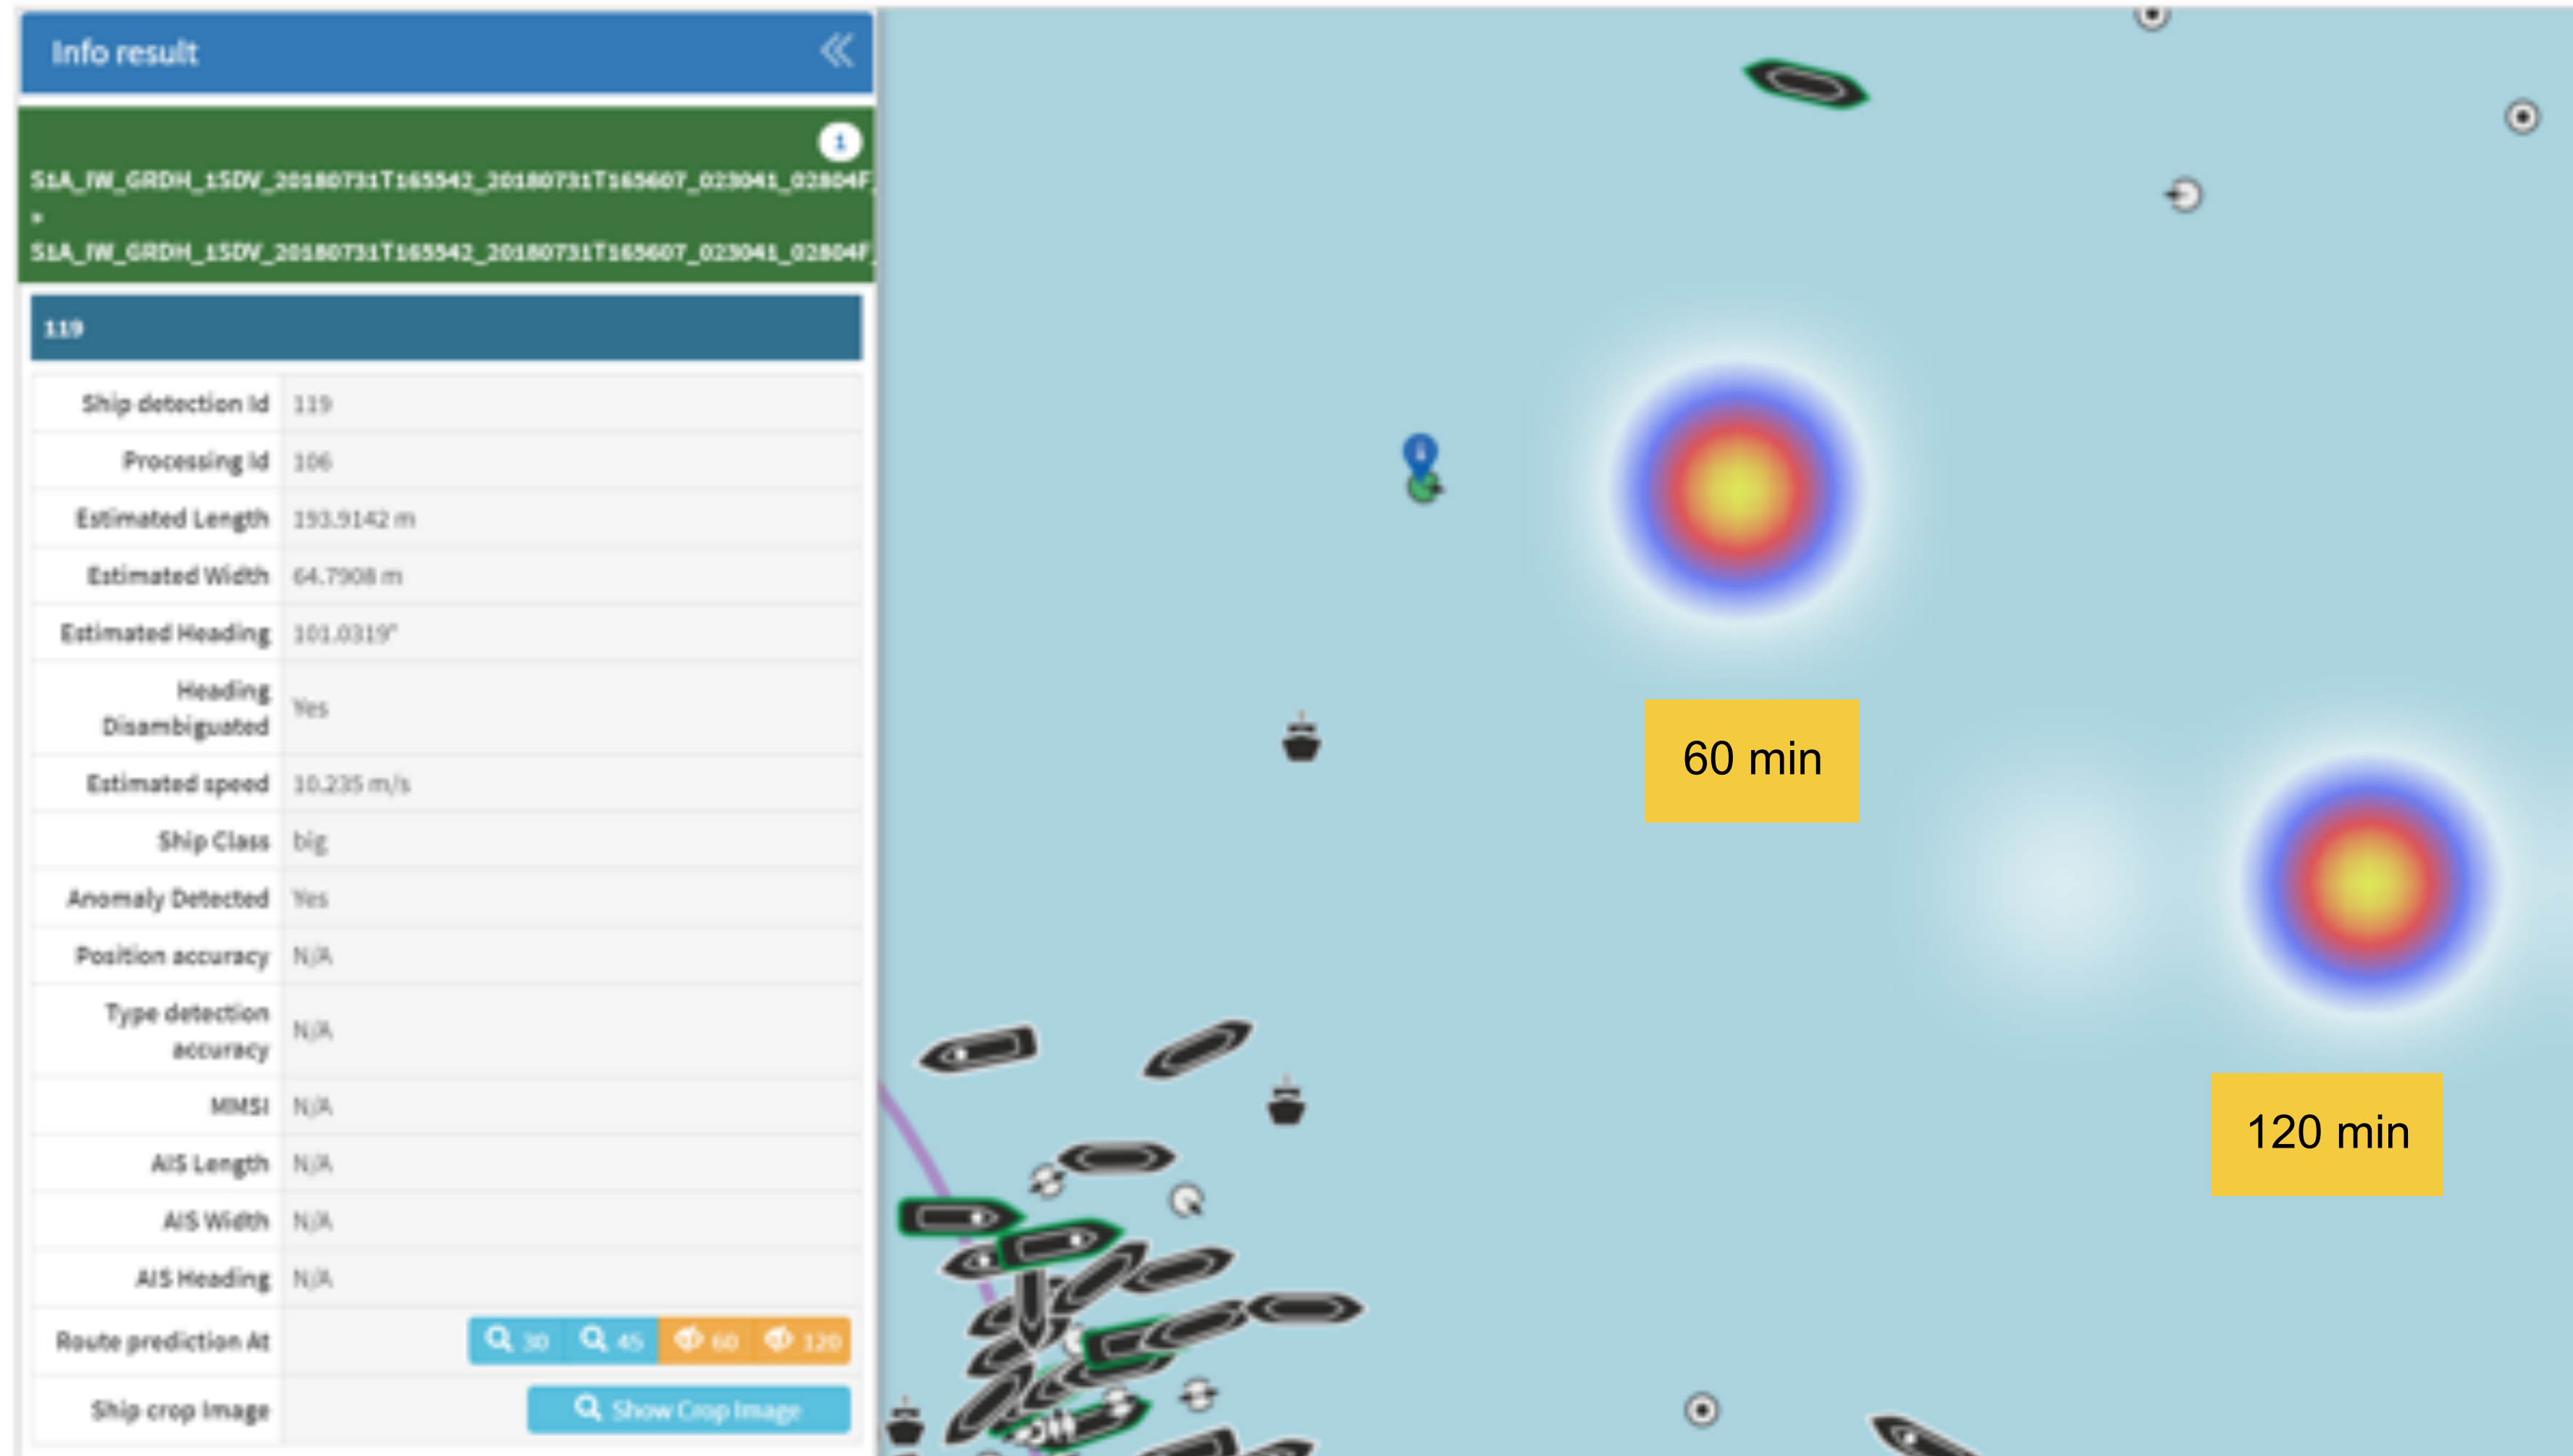 Info result
1
S1A_IW_GRDH_1SDV_20180731T165542_20180731T165607_023041_02804F_
S1A_IW_GRDH_1SDV_20180731T165542_20180731T165607_023041_02804F_
119
Ship detection Id 119
Processing Id 106
Estimated Length 193.9142 m
Estimated Width 64.7908 m
Estimated Heading 101.0319°
Heading
Disambiguated Yes
Estimated speed 10.235 m/s
Ship Class big
Anomaly Detected Yes
Position accuracy N/A
Type detection
accuracy N/A
MMSI N/A
AIS Length N/A
AIS Width N/A
AIS Heading N/A
Route prediction At 30 45 60 120
Ship crop Image Show Crop Image
60 min
120 min